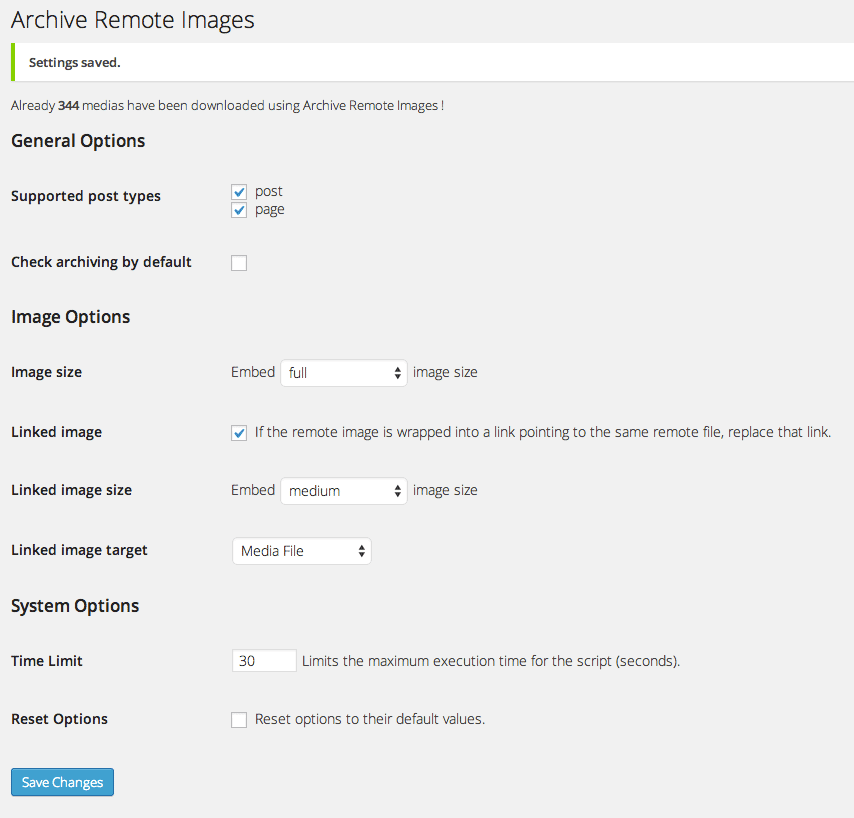 Archive Remote Images
Settings saved.
Already 344 medias have been downloaded using Archive Remote Images !
General Options
Supported post types
post
page
Check archiving by default
Image Options
Image size Embed full image size
Linked image If the remote image is wrapped into a link pointing to the same remote file, replace that link.
Linked image size Embed medium image size
Linked image target Media File
System Options
Time Limit 30 Limits the maximum execution time for the script (seconds).
Reset Options Reset options to their default values.
Save Changes